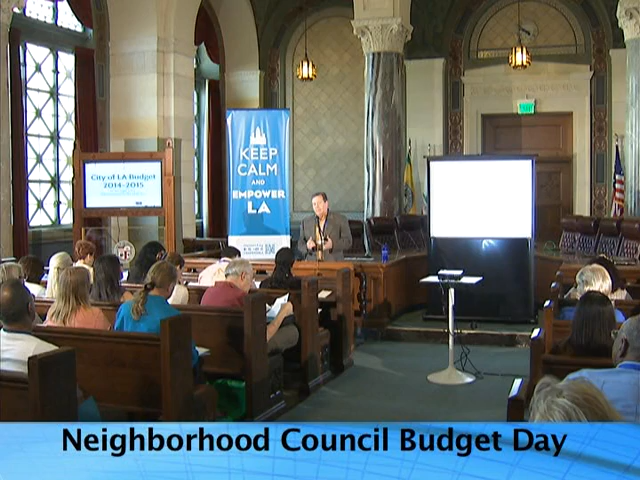 City of LA Budget
2014-2015
KEEP
CALM
AND
EMPOWER
LA
Neighborhood Council Budget Day